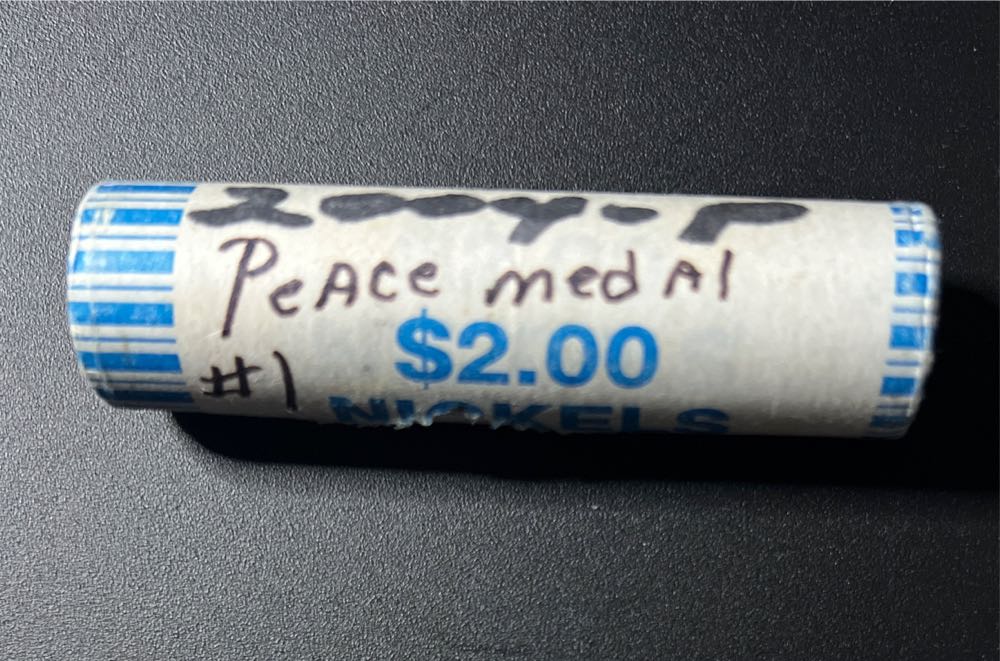 2004-P
PeAce medAl
$2.00
#1
NICKELS